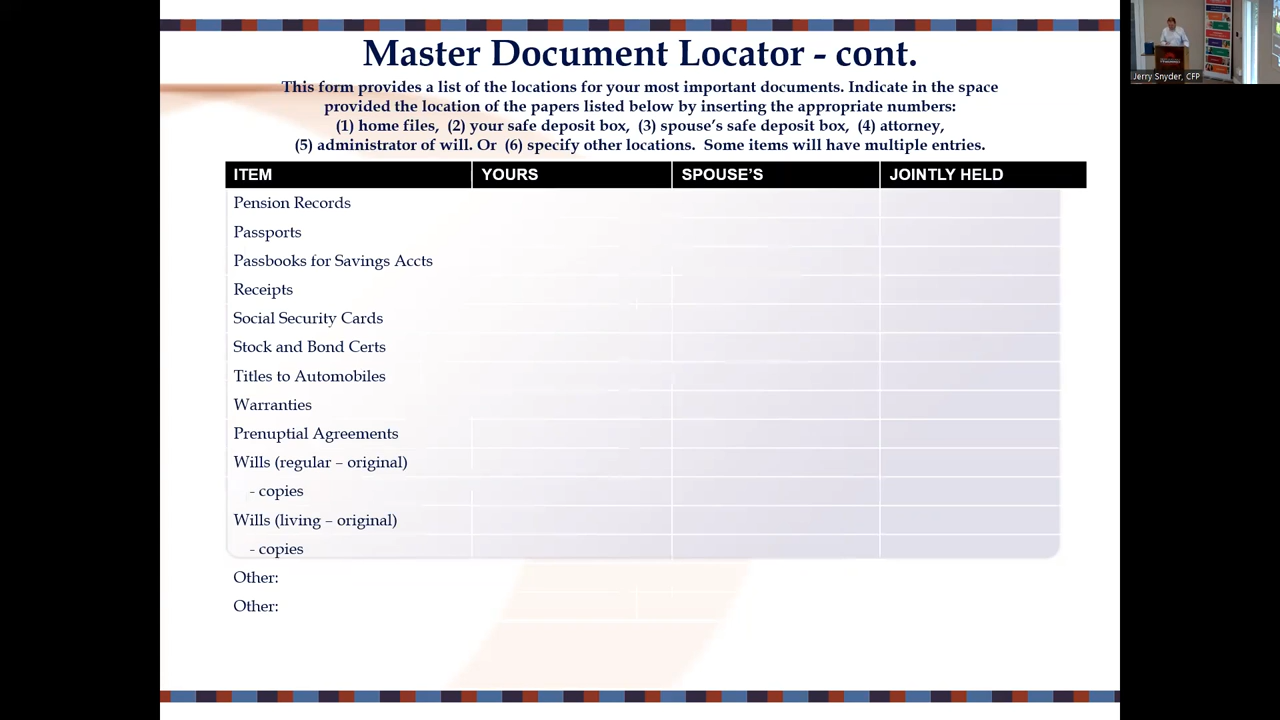 Master Document Locator - cont.
This form provides a list of the locations for your most important documents. Indicate in the space
provided the location of the papers listed below by inserting the appropriate numbers:
(1) home files, (2) your safe deposit box, (3) spouse's safe deposit box, (4) attorney,
(5) administrator of will. Or (6) specify other locations. Some items will have multiple entries.
ITEM YOURS SPOUSE'S JOINTLY HELD
Pension Records
Passports
Passbooks for Savings Accts
Receipts
Social Security Cards
Stock and Bond Certs
Titles to Automobiles
Warranties
Prenuptial Agreements
Wills (regular – original)
- copies
Wills (living – original)
- copies
Other:
Other:
Jerry Snyder, CFP